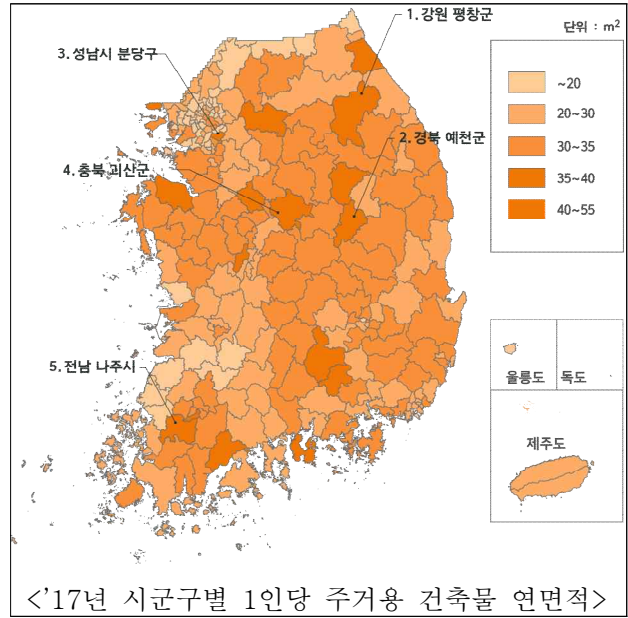 1. 강원 평창군
단위 : m²
3. 성남시 분당구
~20
20~30
2. 경북 예천군
30~35
4. 충북 괴산군
35~40
40~55
5. 전남 나주시
울릉도
독도
제주도
<'17년 시군구별 1인당 주거용 건축물 연면적>